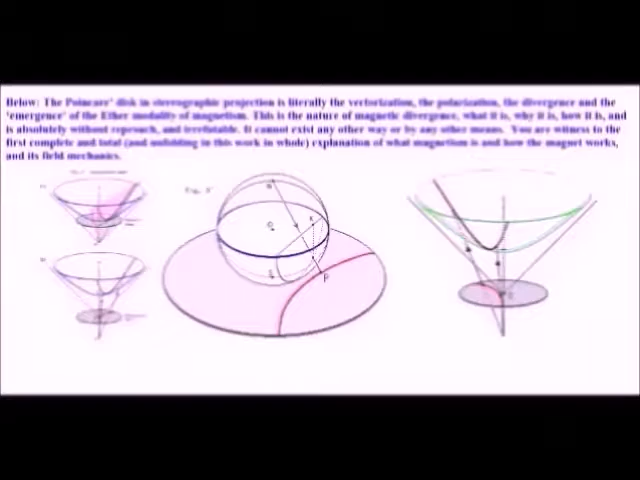 Below: The Poincare' disk in stereographic projection is literally the vectorization, the polarization, the divergence and the
'emergence' of the Ether modality of magnetism. This is the nature of magnetic divergence, what it is, why it is, how it is, and
is absolutely without reproach, and irrefutable. It cannot exist any other way or by any other means. You are witness to the
first complete and total (and unfolding in this work in whole) explanation of what magnetism is and how the magnet works,
and its field mechanics.
N
K
O
S
P